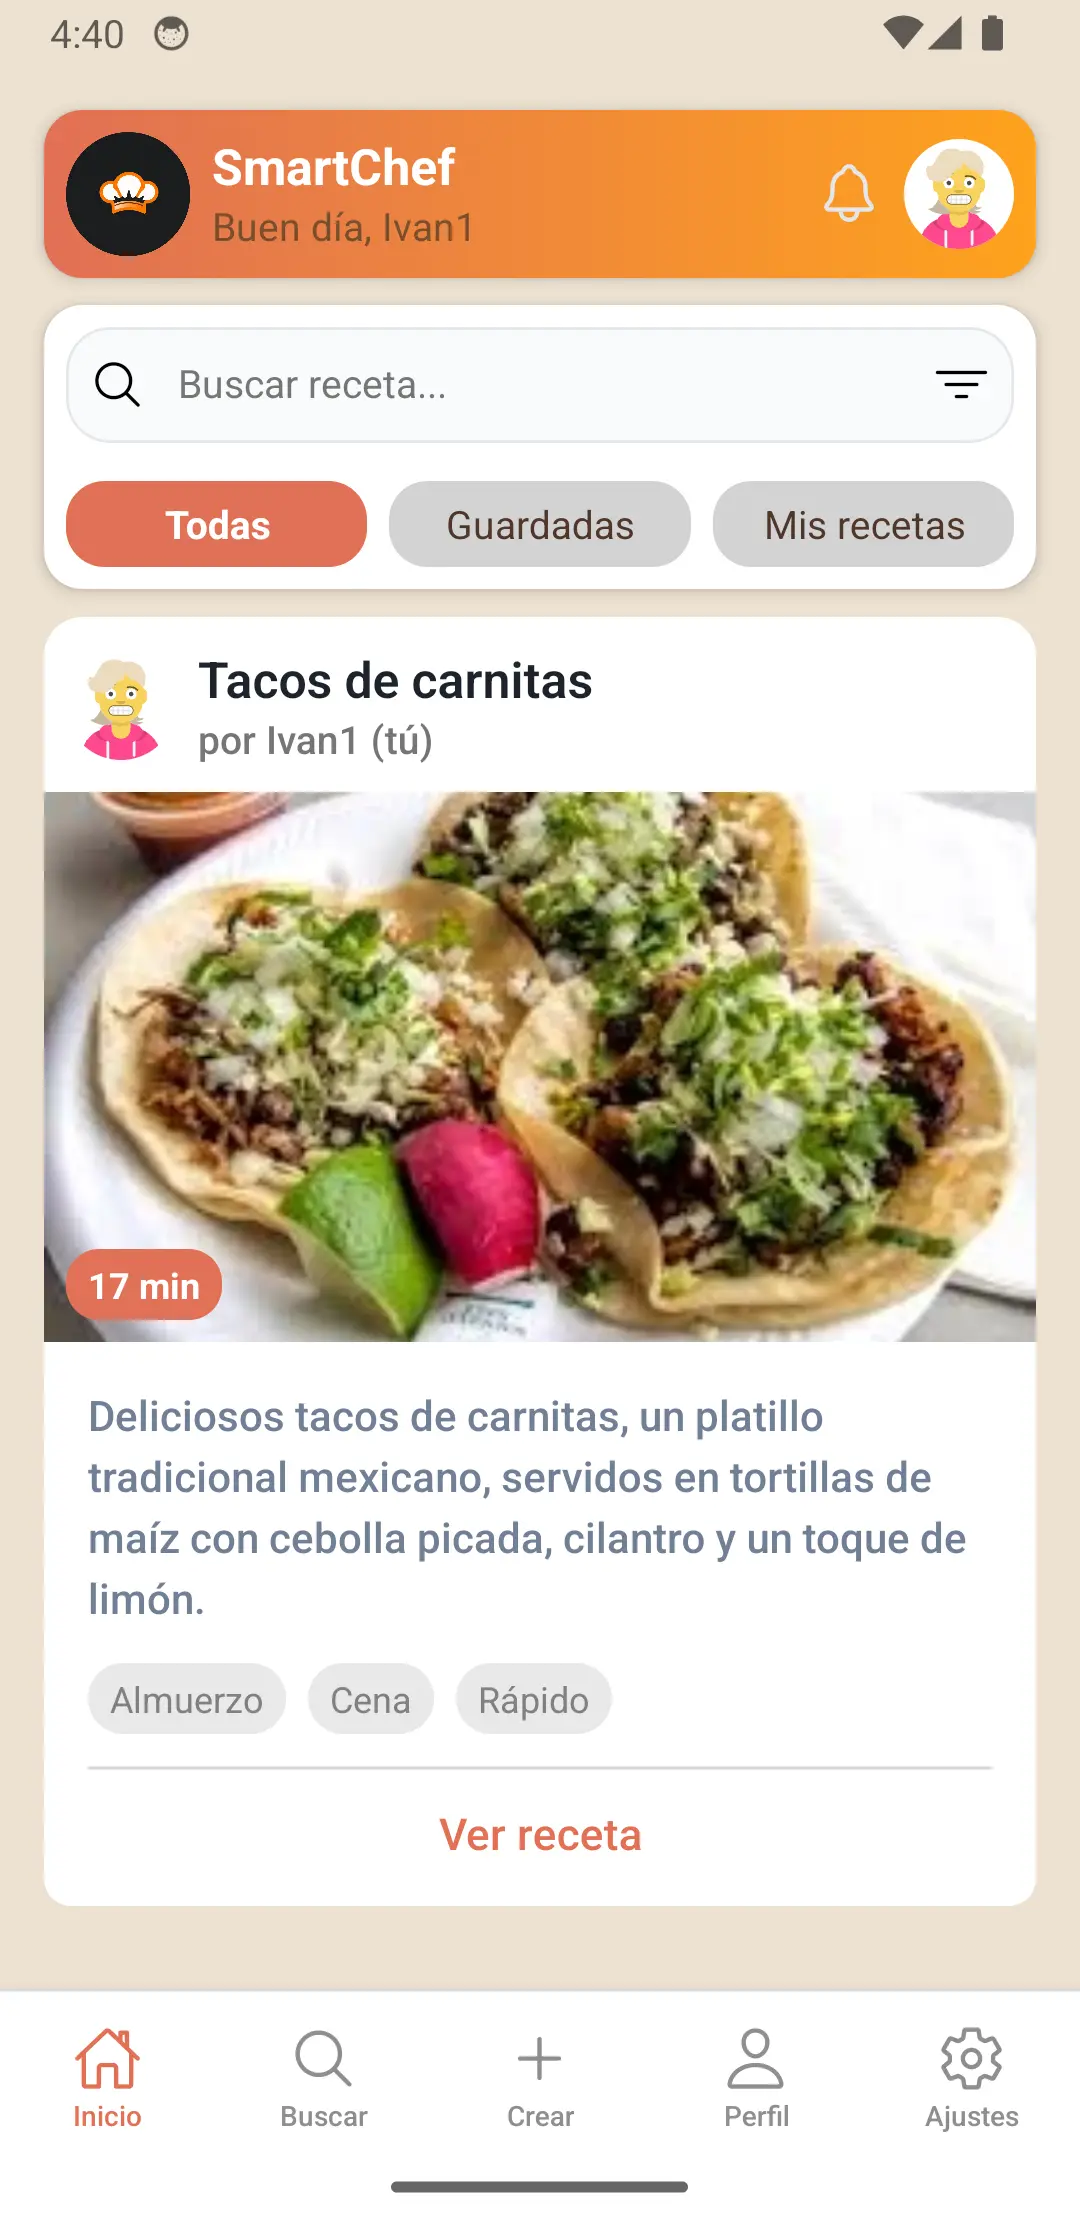 4:40
SmartChef
Buen día, Ivan1
Buscar receta...
Todas
Guardadas
Mis recetas
Tacos de carnitas
por Ivan1 (tú)
17 min
Deliciosos tacos de carnitas, un platillo
tradicional mexicano, servidos en tortillas de
maíz con cebolla picada, cilantro y un toque de
limón.
Almuerzo
Cena
Rápido
Ver receta
Inicio
Buscar
Crear
Perfil
Ajustes